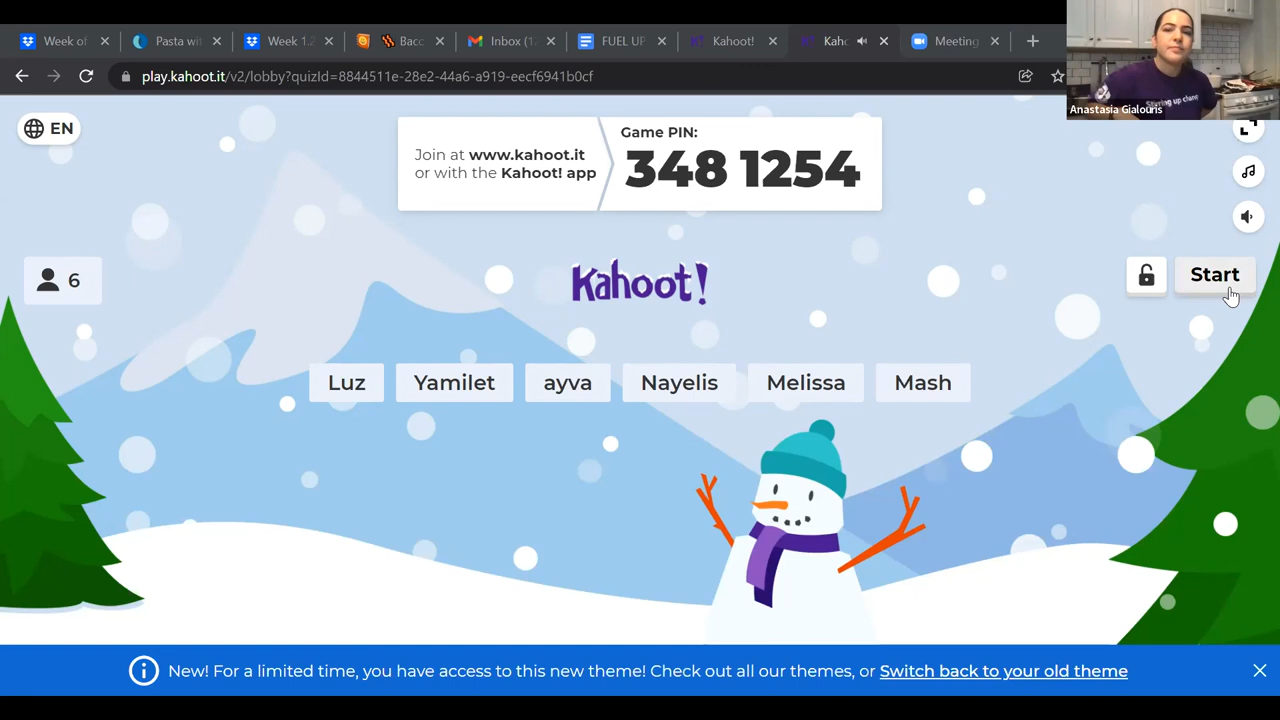 Week of
Pasta wit
Week 1.2
Bacc
Inbox (1
FUEL UP
Kahoot!
Kaho
Meeting
play.kahoot.it/v2/lobby?quizId=8844511e-28e2-44a6-a919-eecf6941b0cf
Anastasia Gialouris
EN
Join at www.kahoot.it
or with the Kahoot! app
Game PIN:
348 1254
6
Kahoot!
Start
Luz
Yamilet
ayva
Nayelis
Melissa
Mash
New! For a limited time, you have access to this new theme! Check out all our themes, or Switch back to your old theme